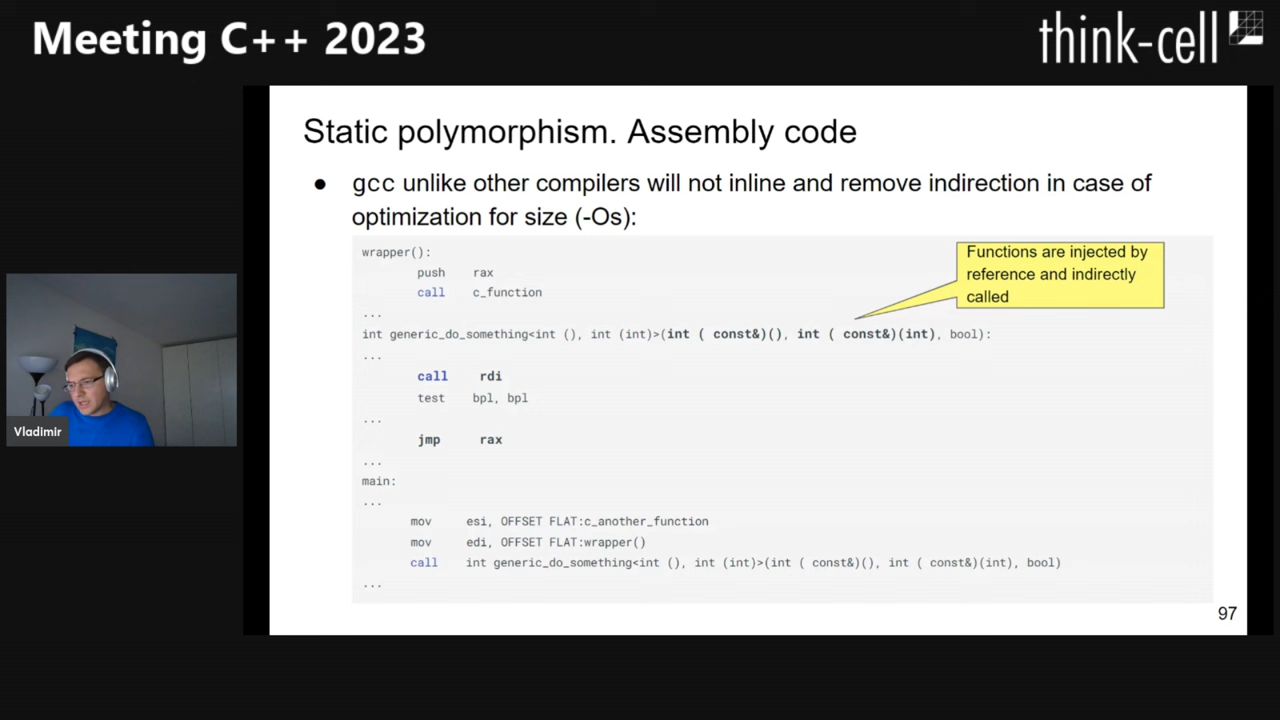 Meeting C++ 2023
think-cell
Static polymorphism. Assembly code
● gcc unlike other compilers will not inline and remove indirection in case of
optimization for size (-Os):
Functions are injected by
reference and indirectly
called
wrapper():
push rax
call c_function
...
int generic_do_something<int (), int (int)>(int ( const&)(), int ( const&)(int), bool):
...
call rdi
test bpl, bpl
...
jmp rax
...
main:
...
mov esi, OFFSET FLAT:c_another_function
mov edi, OFFSET FLAT:wrapper()
call int generic_do_something<int (), int (int)>(int ( const&)(), int ( const&)(int), bool)
...
97
Vladimir